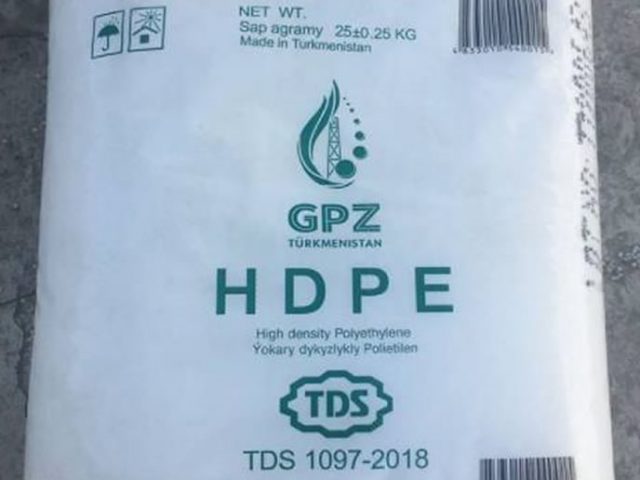 NET WT.
Sap agramy 25±0.25 KG
Made in Turkmenistan
GPZ
TÜRKMENISTAN
HDPE
High density Polyethylene
Ýokary dykyzlykly Polietilen
TDS
TDS 1097-2018